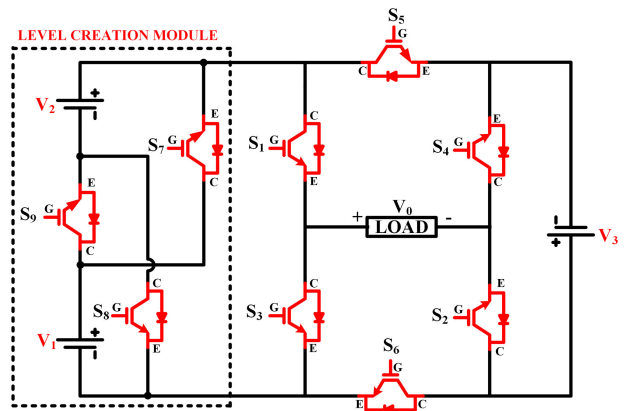 S5
G
LEVEL CREATION MODULE
C
E
V2
+
-
E
S7
G
C
C
S1
G
E
E
S4
G
C
E
S9
G
C
+
V0
-
LOAD
-
+
V3
C
S8
G
E
C
S3
G
E
E
S2
G
C
V1
+
-
S6
G
E
C